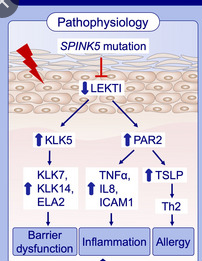 Pathophysiology
SPINK5 mutation
LEKTI
KLK5
PAR2
KLK7,
KLK14,
ELA2
TNFα,
IL8,
ICAM1
TSLP
Th2
Barrier
dysfunction
Inflammation
Allergy